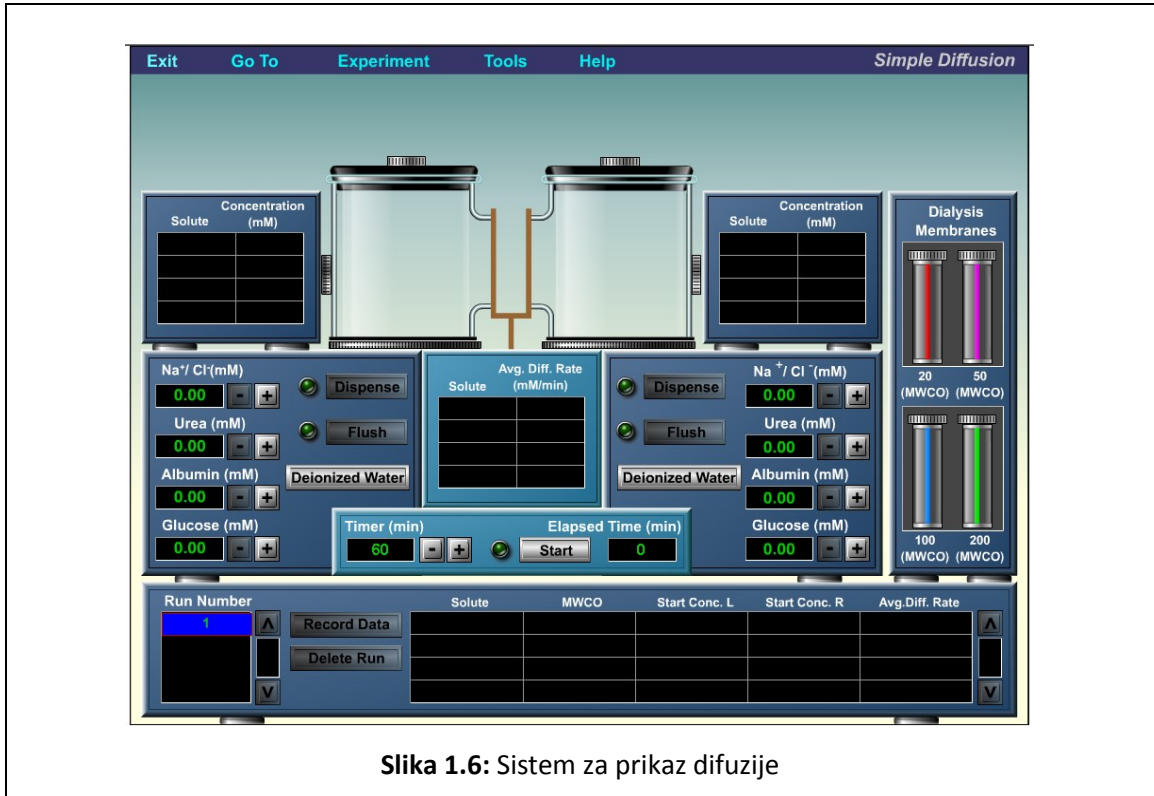 Exit Go To Experiment Tools Help Simple Diffusion
Solute Concentration (mM)
Solute Concentration (mM)
Dialysis
Membranes
20 (MWCO)
50 (MWCO)
100 (MWCO)
200 (MWCO)
Na⁺/ Cl⁻(mM)
0.00 - +
Urea (mM)
0.00 - +
Albumin (mM)
0.00 - +
Glucose (mM)
0.00 - +
Dispense
Flush
Deionized Water
Solute Avg. Diff. Rate (mM/min)
Dispense
Flush
Deionized Water
Na ⁺/ Cl ⁻(mM)
0.00 - +
Urea (mM)
0.00 - +
Albumin (mM)
0.00 - +
Glucose (mM)
0.00 - +
Timer (min) Elapsed Time (min)
60 - + Start 0
Run Number Solute MWCO Start Conc. L Start Conc. R Avg.Diff. Rate
1 Record Data
Delete Run
Slika 1.6: Sistem za prikaz difuzije